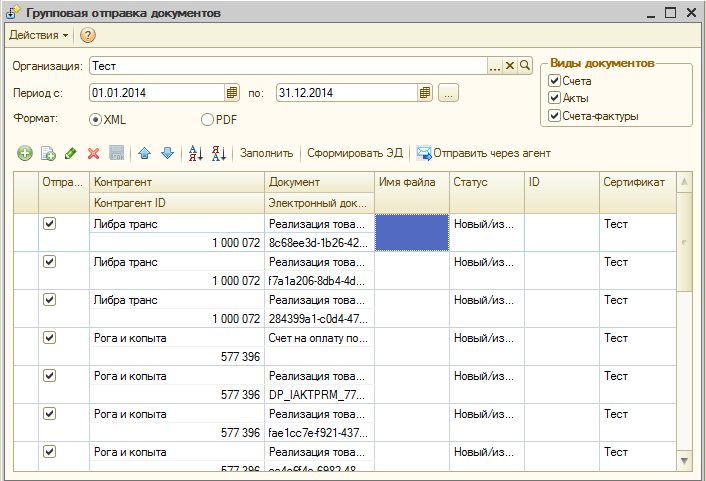 Групповая отправка документов
Действия
Организация: Тест
Виды документов
Счета
Акты
Счета-фактуры
Период с: 01.01.2014 по: 31.12.2014 ...
Формат: XML PDF
Заполнить Сформировать ЭД Отправить через агент
Отпра... Контрагент Документ Имя файла Статус ID Сертификат
Контрагент ID Электронный док...
Либра транс Реализация това... Новый/из... Тест
1 000 072 8c68ee3d-1b26-42...
Либра транс Реализация това... Новый/из... Тест
1 000 072 f7a1a206-8db4-4d...
Либра транс Реализация това... Новый/из... Тест
1 000 072 284399a1-c0d4-47...
Рога и копыта Счет на оплату по... Новый/из... Тест
577 396
Рога и копыта Реализация това... Новый/из... Тест
577 396 DP_IAKTPRM_77...
Рога и копыта Реализация това... Новый/из... Тест
577 396 fae1cc7e-f921-437...
Рога и копыта Реализация това... Новый/из... Тест
577 396